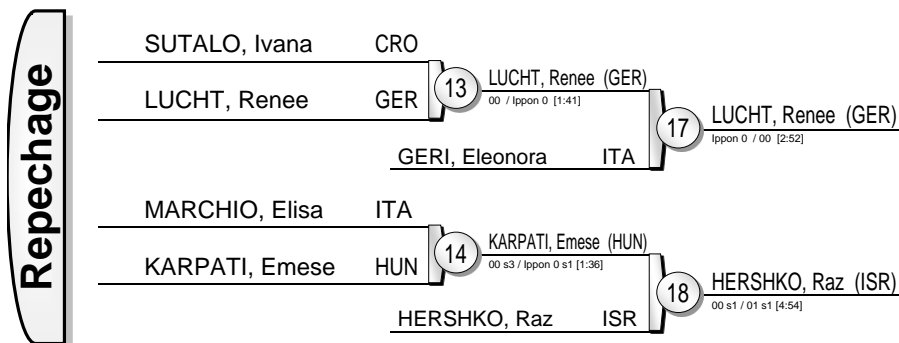 Repechage
SUTALO, Ivana CRO
LUCHT, Renee GER
13
LUCHT, Renee (GER)
00 / Ippon 0 [1:41]
GERI, Eleonora ITA
17
LUCHT, Renee (GER)
Ippon 0 / 00 [2:52]
MARCHIO, Elisa ITA
KARPATI, Emese HUN
14
KARPATI, Emese (HUN)
00 s3 / Ippon 0 s1 [1:36]
HERSHKO, Raz ISR
18
HERSHKO, Raz (ISR)
00 s1 / 01 s1 [4:54]